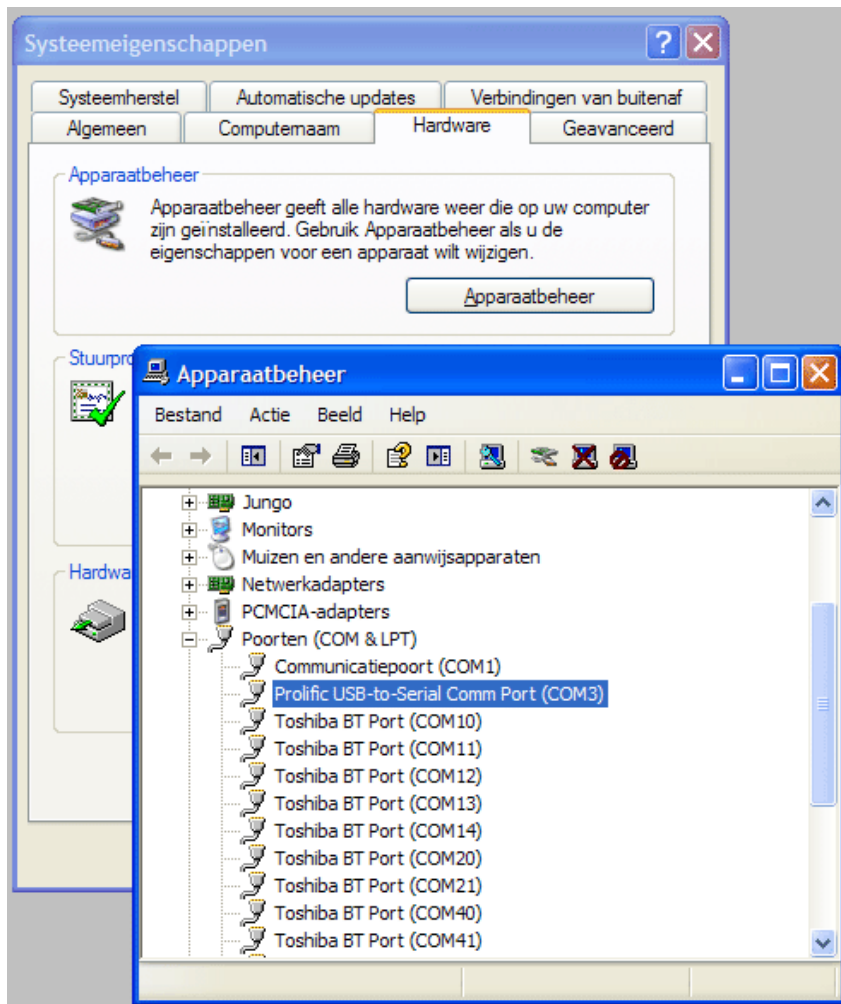 Systeemeigenschappen
Systeemherstel
Automatische updates
Verbindingen van buitenaf
Algemeen
Computernaam
Hardware
Geavanceerd
Apparaatbeheer
Apparaatbeheer geeft alle hardware weer die op uw computer
zijn geïnstalleerd. Gebruik Apparaatbeheer als u de
eigenschappen voor een apparaat wilt wijzigen.
Apparaatbeheer
Stuurpro
Hardwa
Apparaatbeheer
Bestand Actie Beeld Help
Jungo
Monitors
Muizen en andere aanwijsapparaten
Netwerkadapters
PCMCIA-adapters
Poorten (COM & LPT)
Communicatiepoort (COM1)
Prolific USB-to-Serial Comm Port (COM3)
Toshiba BT Port (COM10)
Toshiba BT Port (COM11)
Toshiba BT Port (COM12)
Toshiba BT Port (COM13)
Toshiba BT Port (COM14)
Toshiba BT Port (COM20)
Toshiba BT Port (COM21)
Toshiba BT Port (COM40)
Toshiba BT Port (COM41)